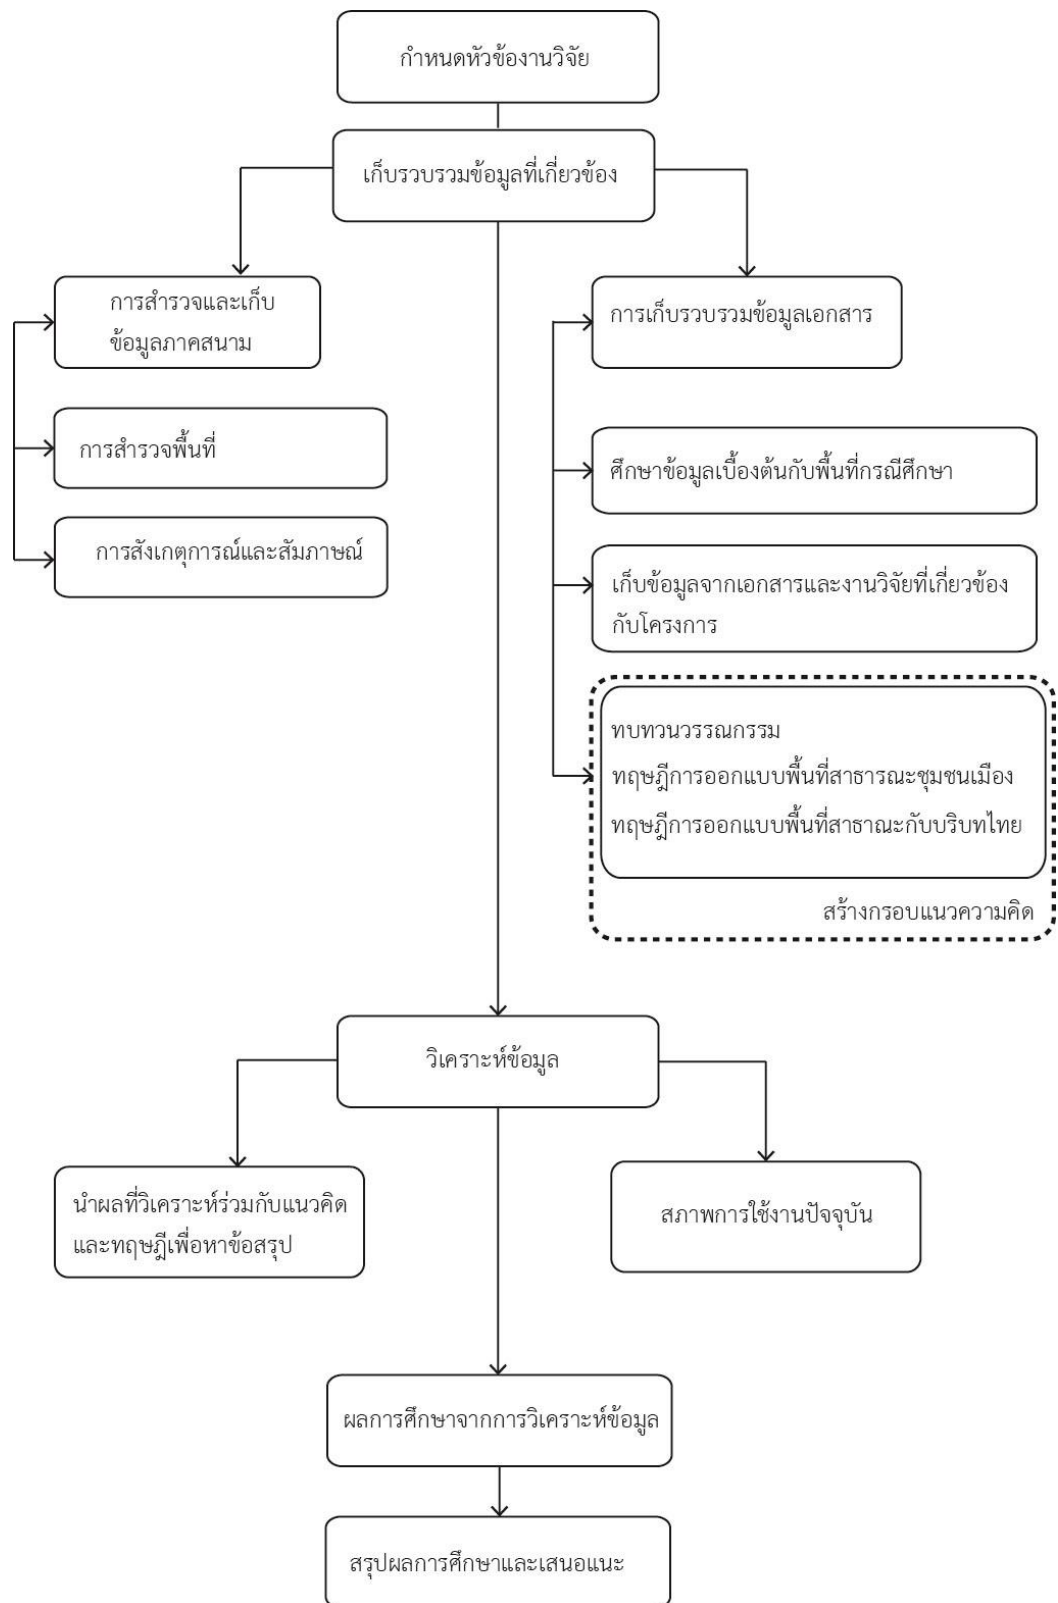 กำหนดหัวข้องานวิจัย
เก็บรวบรวมข้อมูลที่เกี่ยวข้อง
การสำรวจและเก็บ
ข้อมูลภาคสนาม
การสำรวจพื้นที่
การสังเกตุการณ์และสัมภาษณ์
การเก็บรวบรวมข้อมูลเอกสาร
ศึกษาข้อมูลเบื้องต้นกับพื้นที่กรณีศึกษา
เก็บข้อมูลจากเอกสารและงานวิจัยที่เกี่ยวข้อง
กับโครงการ
ทบทวนวรรณกรรม
ทฤษฎีการออกแบบพื้นที่สาธารณะชุมชนเมือง
ทฤษฎีการออกแบบพื้นที่สาธาณะกับบริบทไทย
สร้างกรอบแนวความคิด
วิเคราะห์ข้อมูล
นำผลที่วิเคราะห์ร่วมกับแนวคิด
และทฤษฎีเพื่อหาข้อสรุป
สภาพการใช้งานปัจจุบัน
ผลการศึกษาจากการวิเคราะห์ข้อมูล
สรุปผลการศึกษาและเสนอแนะ